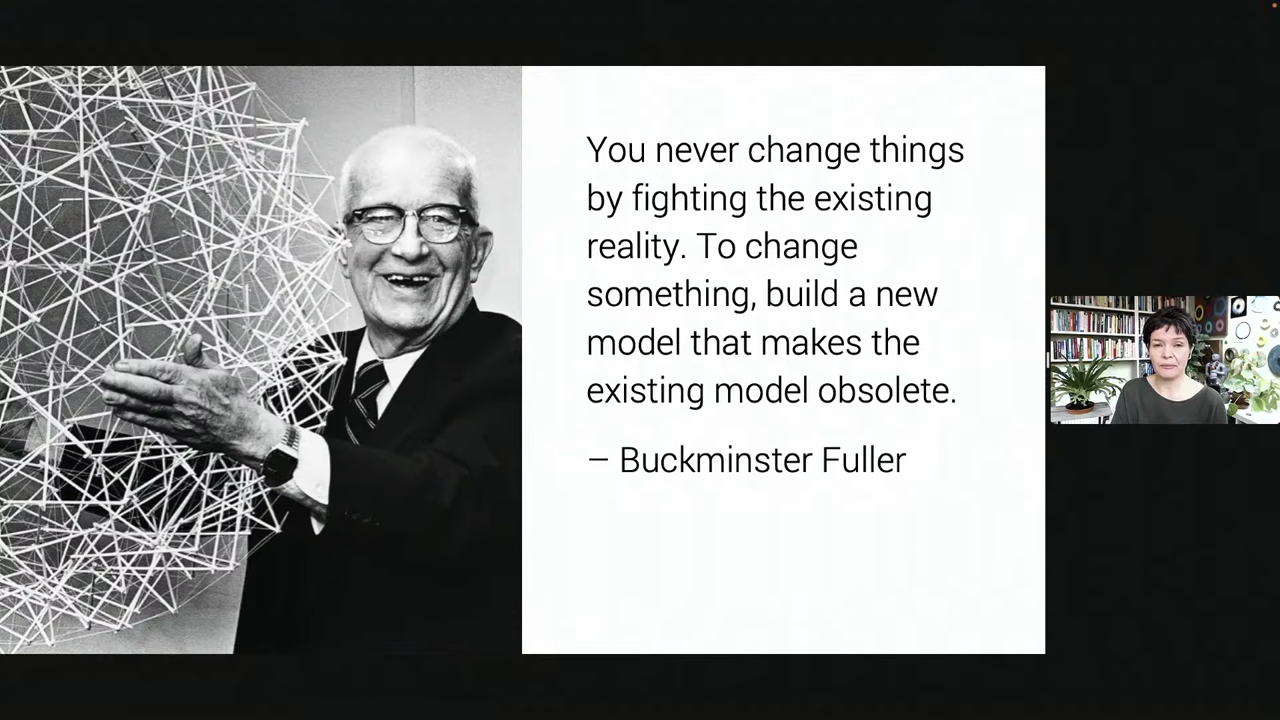 You never change things
by fighting the existing
reality. To change
something, build a new
model that makes the
existing model obsolete.
– Buckminster Fuller